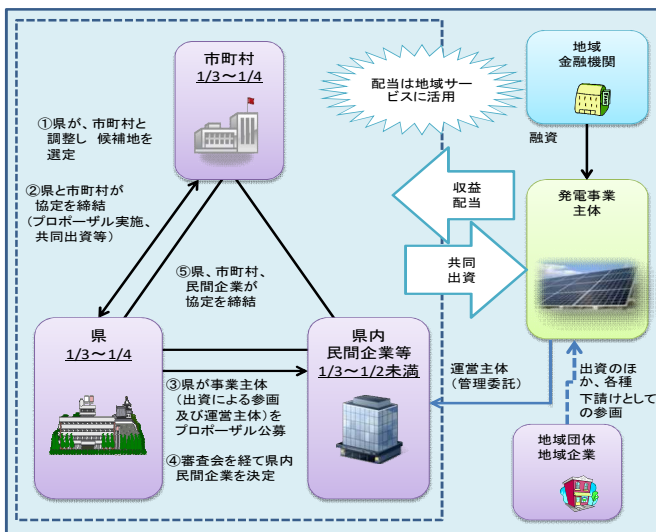 市町村
1/3～1/4
①県が、市町村と
調整し 候補地を
選定
②県と市町村が
協定を締結
(プロポーザル実施、
共同出資等)
⑤県、市町村、
民間企業が
協定を締結
県
1/3～1/4
県内
民間企業等
1/3～1/2未満
③県が事業主体
(出資による参画
及び運営主体)を
プロポーザル公募
④審査会を経て県内
民間企業を決定
配当は地域サー
ビスに活用
収益
配当
共同
出資
地域
金融機関
融資
発電事業
主体
運営主体
(管理委託)
出資のほ
か、各種
下請けとして
の参画
地域団体
地域企業